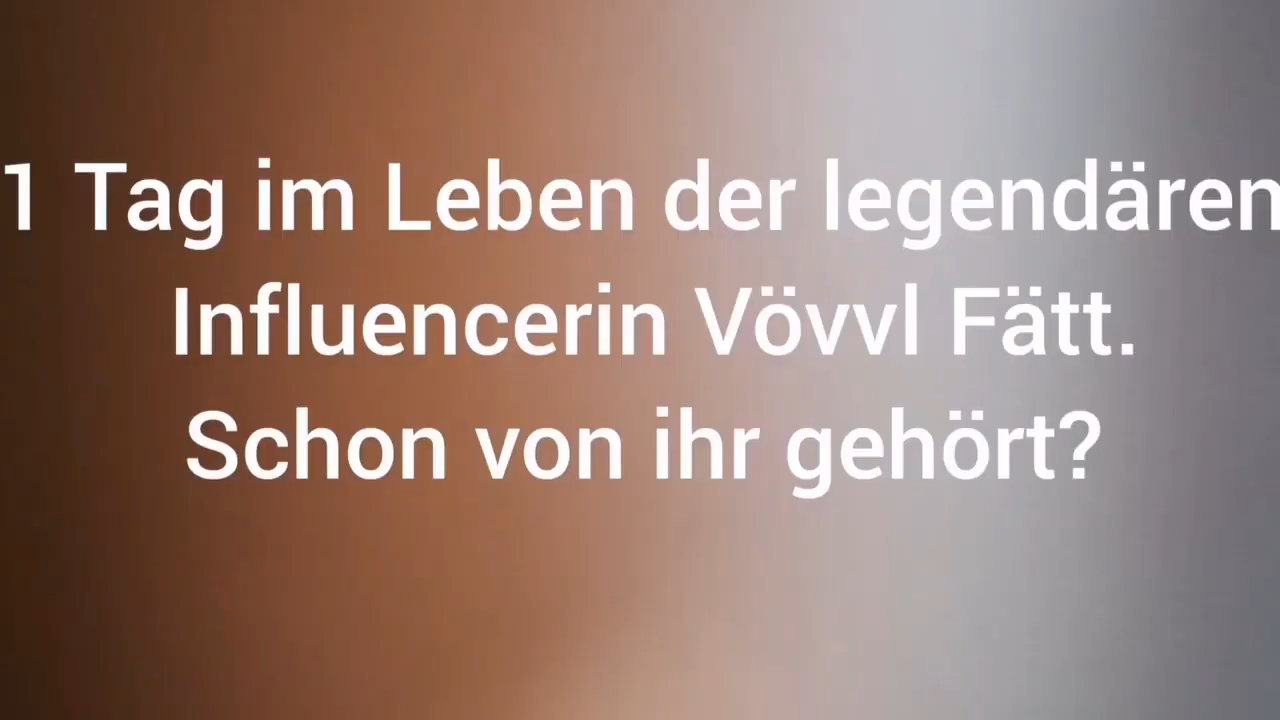 1 Tag im Leben der legendären
Influencerin Vövvl Fätt.
Schon von ihr gehört?